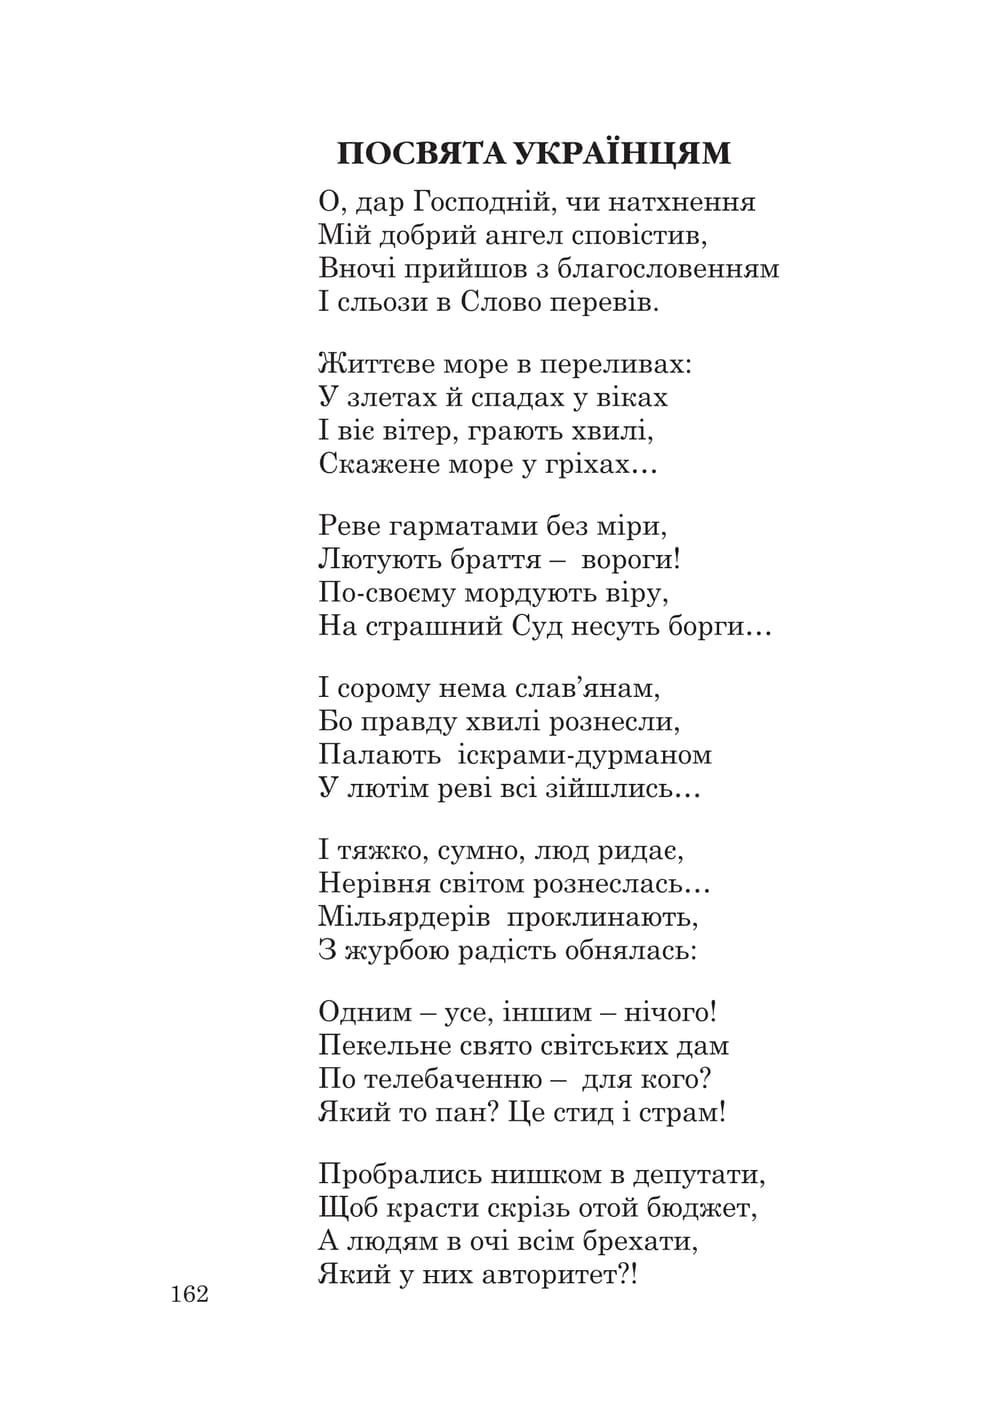 ПОСВЯТА УКРАЇНЦЯМ
О, дар Господній, чи натхнення
Мій добрий ангел сповістив,
Вночі прийшов з благословенням
І сльози в Слово перевів.
Життєве море в переливах:
У злетах й спадах у віках
І віє вітер, грають хвилі,
Скажене море у гріхах...
Реве гарматами без міри,
Лютують браття – вороги!
По-своєму мордують віру,
На страшний Суд несуть борги...
І сорому нема слав’янам,
Бо правду хвилі рознесли,
Палають іскрами-дурманом
У лютім реві всі зійшлись...
І тяжко, сумно, люд ридає,
Нерівня світом рознеслась...
Мільярдерів проклинають,
З журбою радість обнялась:
Одним – усе, іншим – нічого!
Пекельне свято світських дам
По телебаченню – для кого?
Який то пан? Це стид і страм!
Пробрались нишком в депутати,
Щоб красти скрізь отой бюджет,
А людям в очі всім брехати,
Який у них авторитет?!
162